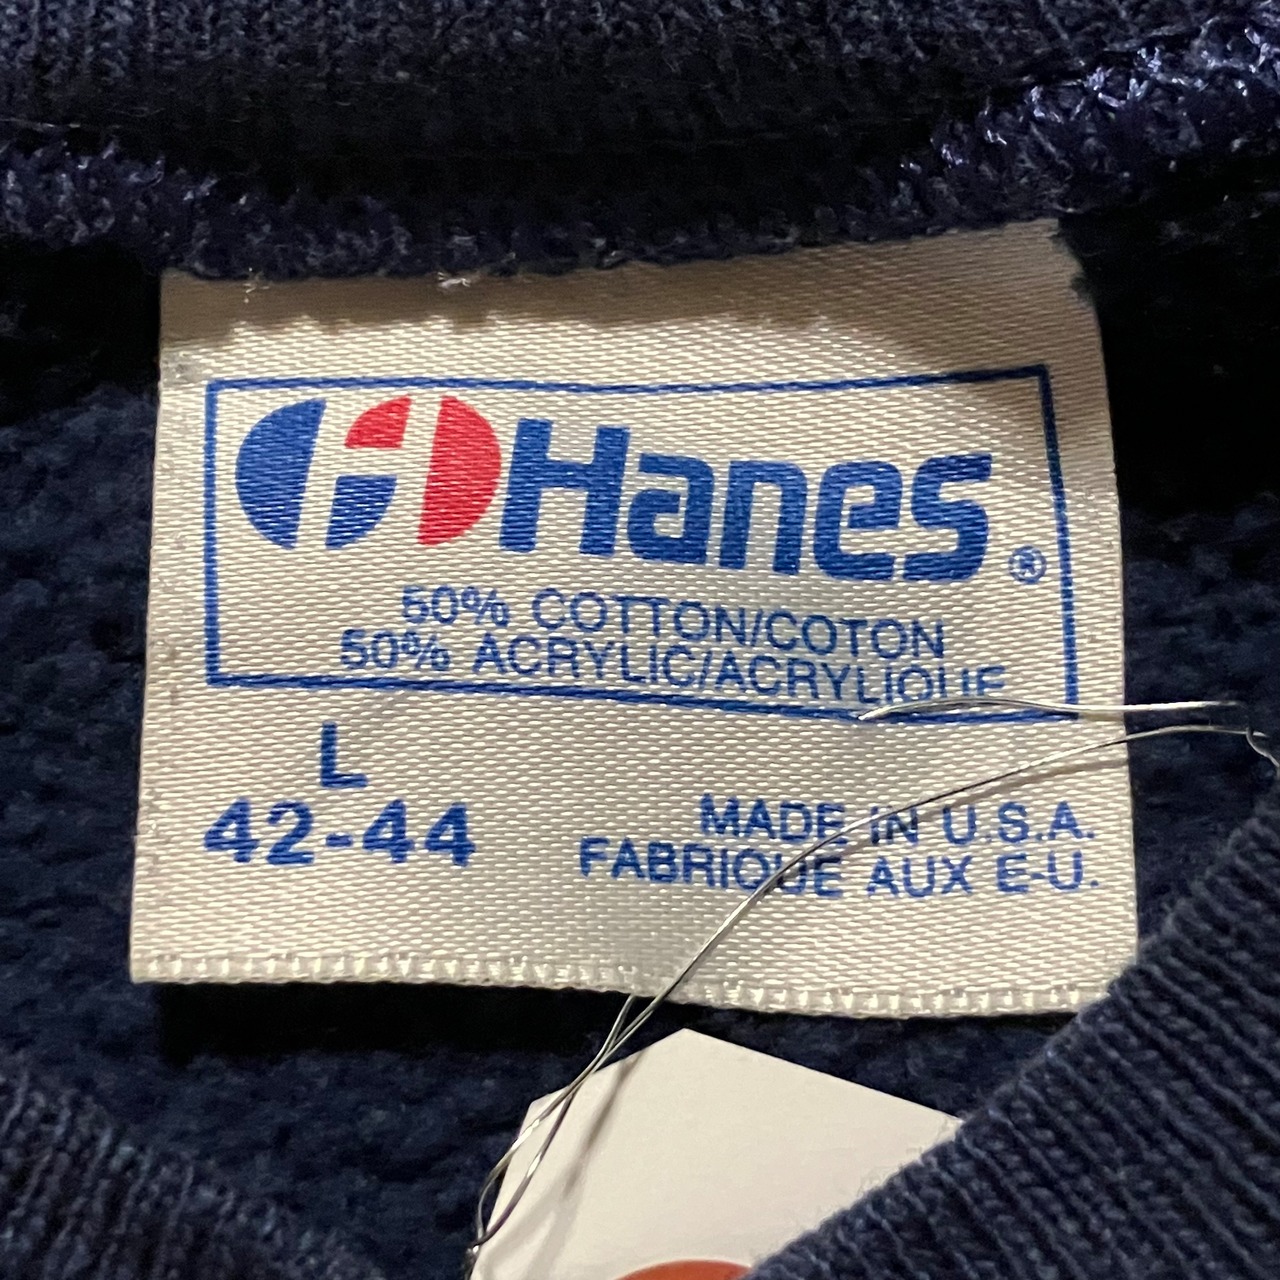 Hanes ®
50% COTTON/COTON
50% ACRYLIC/ACRYLIQUE
L
42-44
MADE IN U.S.A.
FABRIQUE AUX E-U.